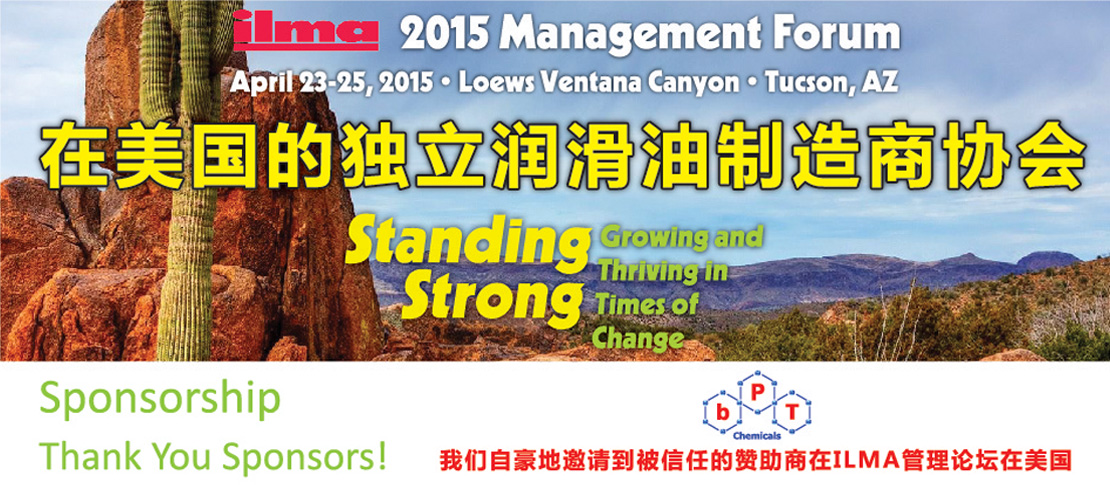 ilma 2015 Management Forum
April 23-25, 2015 • Loews Ventana Canyon • Tucson, AZ
在美国的独立润滑油制造商协会
Standing
Strong
Growing and
Thriving in
Times of
Change
Sponsorship
Thank You Sponsors!
b P T
Chemicals
我们自豪地邀请到被信任的赞助商在ILMA管理论坛在美国